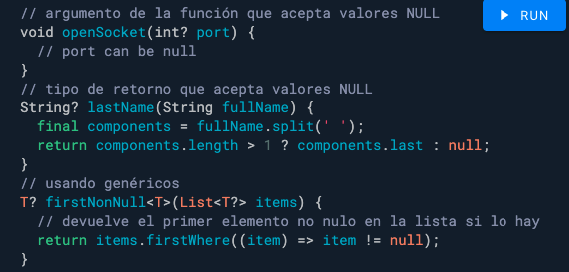 // argumento de la función que acepta valores NULL
RUN
void openSocket(int? port) {
  // port can be null
}
// tipo de retorno que acepta valores NULL
String? lastName(String fullName) {
  final components = fullName.split(' ');
  return components.length > 1 ? components.last : null;
}
// usando genéricos
T? firstNonNull<T>(List<T?> items) {
  // devuelve el primer elemento no nulo en la lista si lo hay
  return items.firstWhere((item) => item != null);
}